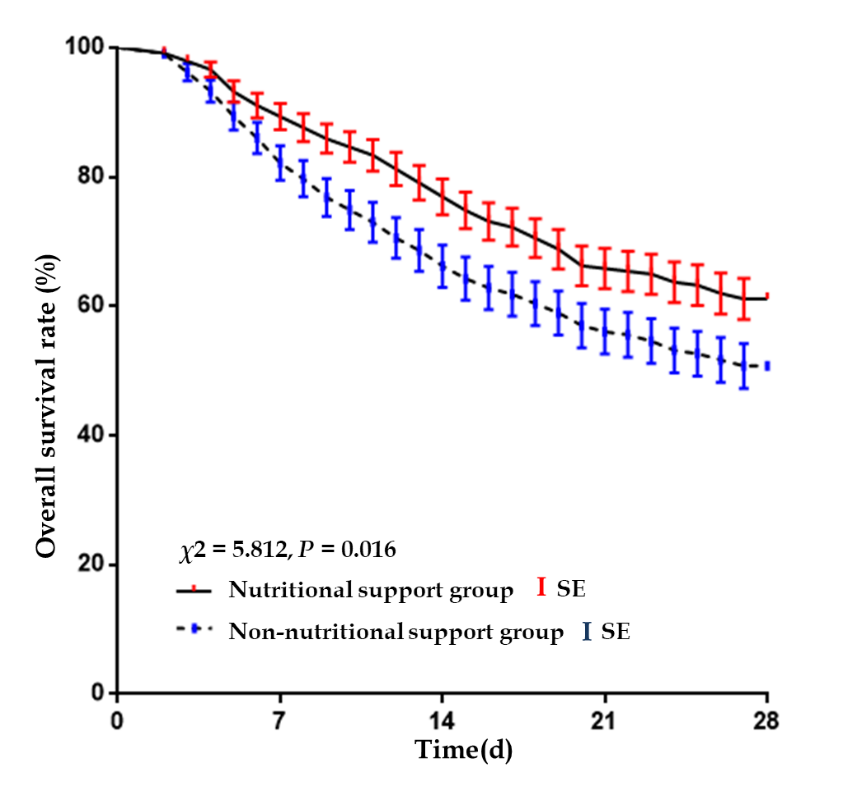 100
80
60
40
20
0
Overall survival rate (%)
χ2 = 5.812, P = 0.016
Nutritional support group I SE
Non-nutritional support group I SE
0 7 14 21 28
Time(d)